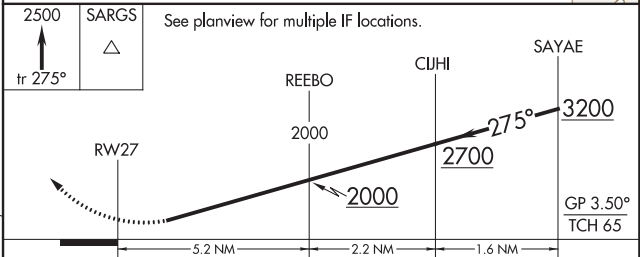 2500
tr 275°
SARGS
See planview for multiple IF locations.
SAYAE
CIJHI
REEBO
RW27
2000
275°
3200
2700
2000
GP 3.50°
TCH 65
5.2 NM
2.2 NM
1.6 NM